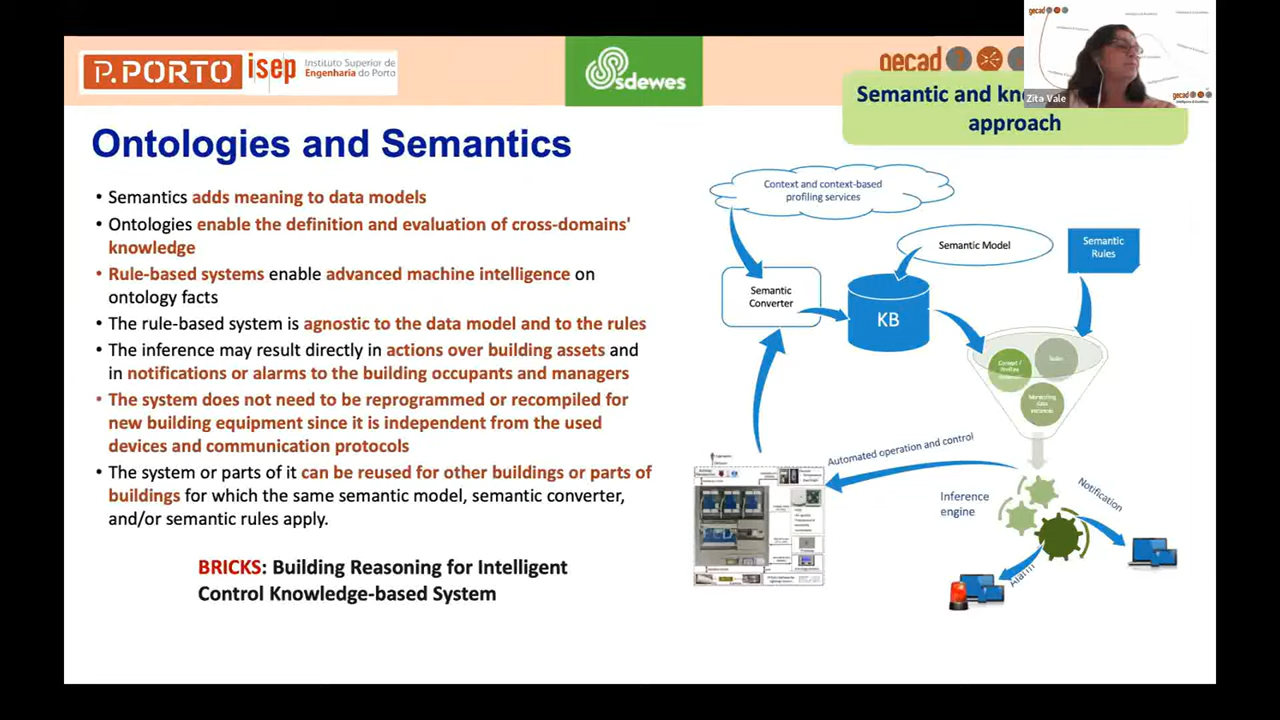 P.PORTO
isep
Instituto Superior de
Engenharia do Porto
sdewes
gecad
Zita Vale
Semantic and
approach
Ontologies and Semantics
• Semantics adds meaning to data models
• Ontologies enable the definition and evaluation of cross-domains'
knowledge
• Rule-based systems enable advanced machine intelligence on
ontology facts
• The rule-based system is agnostic to the data model and to the rules
• The inference may result directly in actions over building assets and
in notifications or alarms to the building occupants and managers
• The system does not need to be reprogrammed or recompiled for
new building equipment since it is independent from the used
devices and communication protocols
• The system or parts of it can be reused for other buildings or parts of
buildings for which the same semantic model, semantic converter,
and/or semantic rules apply.
BRICKS: Building Reasoning for Intelligent
Control Knowledge-based System
Context and context-based
profiling services
Semantic Model
Semantic
Rules
Semantic
Converter
KB
Automated operation and control
Inference
engine
Notification
Alarm